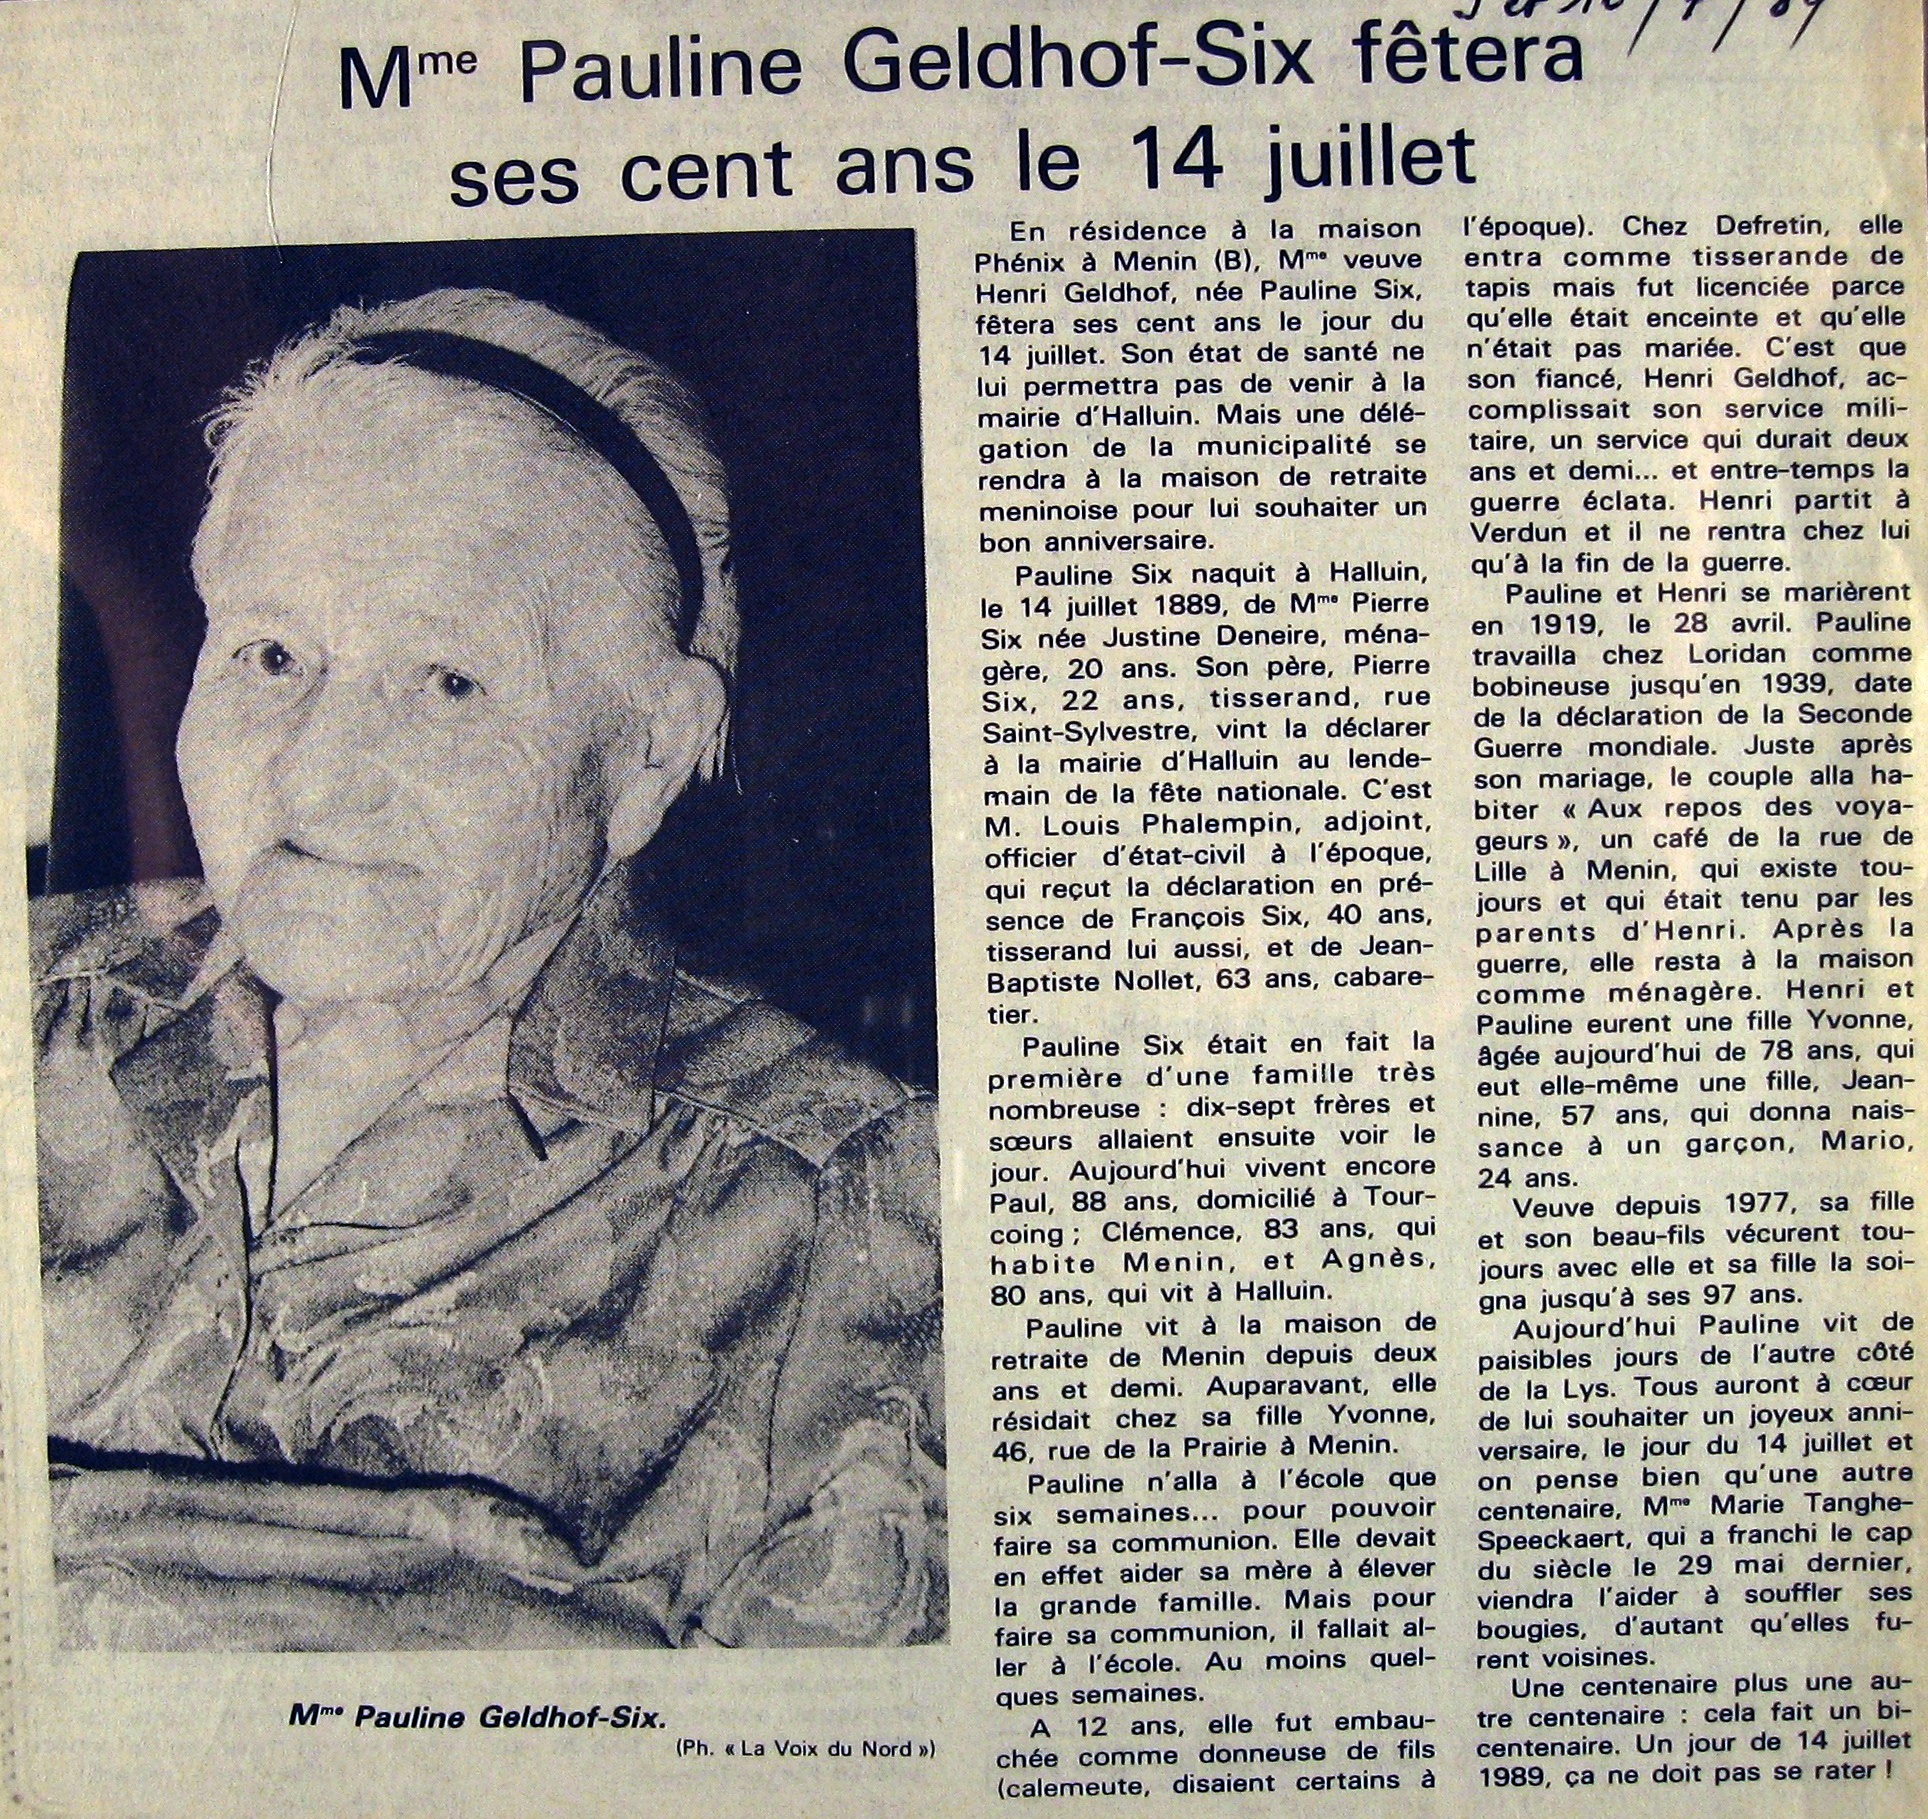 Mme Pauline Geldhof-Six fêtera
ses cent ans le 14 juillet
En résidence à la maison
Phénix à Menin (B), Mme veuve
Henri Geldhof, née Pauline Six,
fêtera ses cent ans le jour du
14 juillet. Son état de santé ne
lui permettra pas de venir à la
mairie d'Halluin. Mais une délé-
gation de la municipalité se
rendra à la maison de retraite
meninoise pour lui souhaiter un
bon anniversaire.
Pauline Six naquit à Halluin,
le 14 juillet 1889, de Mme Pierre
Six née Justine Deneire, ména-
gère, 20 ans. Son père, Pierre
Six, 22 ans, tisserand, rue
Saint-Sylvestre, vint la déclarer
à la mairie d'Halluin au lende-
main de la fête nationale. C'est
M. Louis Phalempin, adjoint,
officier d'état-civil à l'époque,
qui reçut la déclaration en pré-
sence de François Six, 40 ans,
tisserand lui aussi, et de Jean-
Baptiste Nollet, 63 ans, cabare-
tier.
Pauline Six était en fait la
première d'une famille très
nombreuse : dix-sept frères et
sœurs allaient ensuite voir le
jour. Aujourd'hui vivent encore
Paul, 88 ans, domicilié à Tour-
coing ; Clémence, 83 ans, qui
habite Menin, et Agnès,
80 ans, qui vit à Halluin.
Pauline vit à la maison de
retraite de Menin depuis deux
ans et demi. Auparavant, elle
résidait chez sa fille Yvonne,
46, rue de la Prairie à Menin.
Pauline n'alla à l'école que
six semaines... pour pouvoir
faire sa communion. Elle devait
en effet aider sa mère à élever
la grande famille. Mais pour
faire sa communion, il fallait al-
ler à l'école. Au moins quel-
ques semaines.
A 12 ans, elle fut embau-
chée comme donneuse de fils
(calemeute, disaient certains à
l'époque). Chez Defretin, elle
entra comme tisserande de
tapis mais fut licenciée parce
qu'elle était enceinte et qu'elle
n'était pas mariée. C'est que
son fiancé, Henri Geldhof, ac-
complissait son service mili-
taire, un service qui durait deux
ans et demi... et entre-temps la
guerre éclata. Henri partit à
Verdun et il ne rentra chez lui
qu'à la fin de la guerre.
Pauline et Henri se marièrent
en 1919, le 28 avril. Pauline
travailla chez Loridan comme
bobineuse jusqu'en 1939, date
de la déclaration de la Seconde
Guerre mondiale. Juste après
son mariage, le couple alla ha-
biter « Aux repos des voya-
geurs », un café de la rue de
Lille à Menin, qui existe tou-
jours et qui était tenu par les
parents d'Henri. Après la
guerre, elle resta à la maison
comme ménagère. Henri et
Pauline eurent une fille Yvonne,
âgée aujourd'hui de 78 ans, qui
eut elle-même une fille, Jean-
nine, 57 ans, qui donna nais-
sance à un garçon, Mario,
24 ans.
Veuve depuis 1977, sa fille
et son beau-fils vécurent tou-
jours avec elle et sa fille la soi-
gna jusqu'à ses 97 ans.
Aujourd'hui Pauline vit de
paisibles jours de l'autre côté
de la Lys. Tous auront à cœur
de lui souhaiter un joyeux anni-
versaire, le jour du 14 juillet et
on pense bien qu'une autre
centenaire, Mme Marie Tanghe-
Speeckaert, qui a franchi le cap
du siècle le 29 mai dernier,
viendra l'aider à souffler ses
bougies, d'autant qu'elles fu-
rent voisines.
Une centenaire plus une au-
tre centenaire : cela fait un bi-
centenaire. Un jour de 14 juillet
1989, ça ne doit pas se rater !
Mme Pauline Geldhof-Six.
(Ph. « La Voix du Nord »)